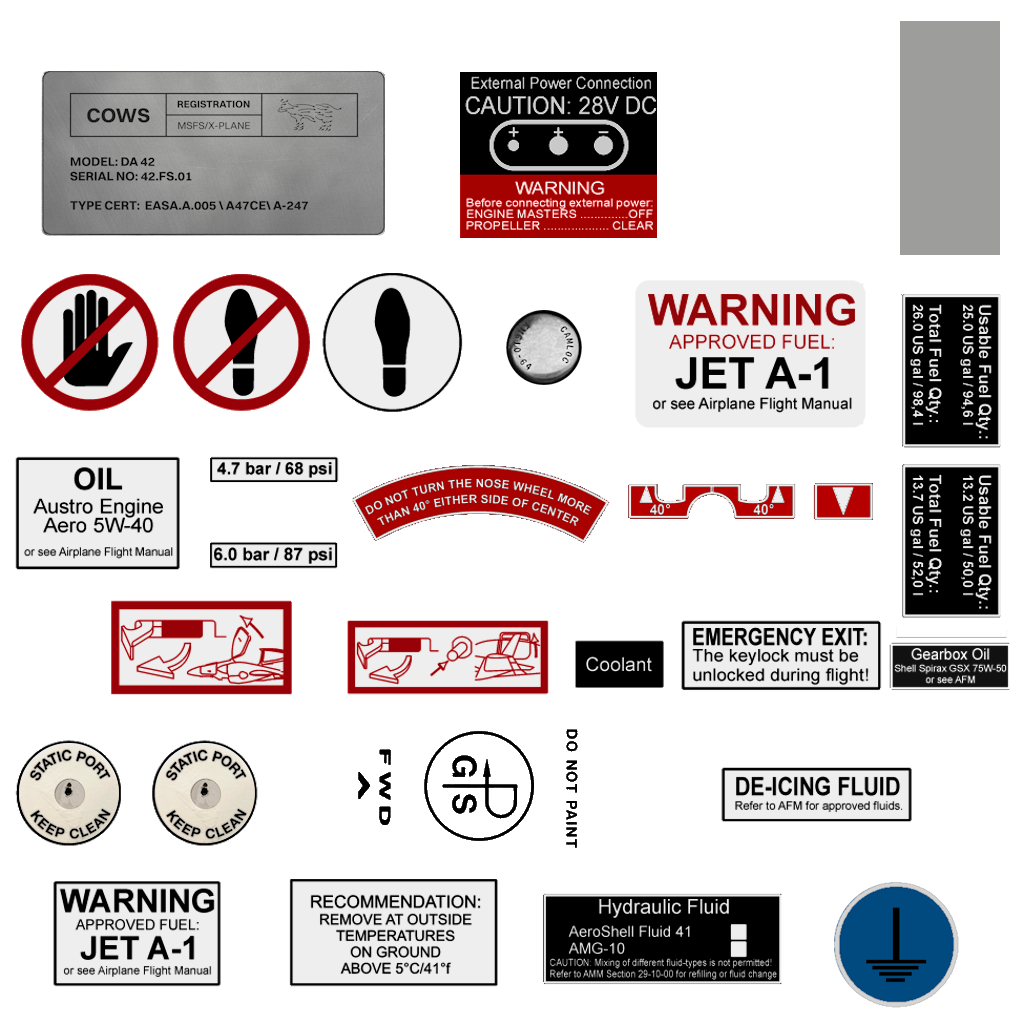 COWS
REGISTRATION
MSFS/X-PLANE
MODEL: DA 42
SERIAL NO: 42.FS.01
TYPE CERT: EASA.A.005 \ A47CE\ A-247
External Power Connection
CAUTION: 28V DC
WARNING
Before connecting external power:
ENGINE MASTERS .............OFF
PROPELLER ................... CLEAR
CAMLOC
WARNING
APPROVED FUEL:
JET A-1
or see Airplane Flight Manual
Usable Fuel Qty.:
25.0 US gal / 94,6 l
Total Fuel Qty.:
26.0 US gal / 98,4 l
OIL
Austro Engine
Aero 5W-40
or see Airplane Flight Manual
4.7 bar / 68 psi
6.0 bar / 87 psi
DO NOT TURN THE NOSE WHEEL MORE
THAN 40° EITHER SIDE OF CENTER
40°
40°
Usable Fuel Qty.:
13.2 US gal / 50,0 l
Total Fuel Qty.:
13.7 US gal / 52,0 l
Coolant
EMERGENCY EXIT:
The keylock must be
unlocked during flight!
Gearbox Oil
Shell Spirax GSX 75W-50
or see AFM
STATIC PORT
KEEP CLEAN
STATIC PORT
KEEP CLEAN
FWD
GPS
DO NOT PAINT
DE-ICING FLUID
Refer to AFM for approved fluids.
WARNING
APPROVED FUEL:
JET A-1
or see Airplane Flight Manual
RECOMMENDATION:
REMOVE AT OUTSIDE
TEMPERATURES
ON GROUND
ABOVE 5°C/41°f
Hydraulic Fluid
AeroShell Fluid 41
AMG-10
CAUTION: Mixing of different fluid-types is not permitted!
Refer to AMM Section 29-10-00 for refilling or fluid change